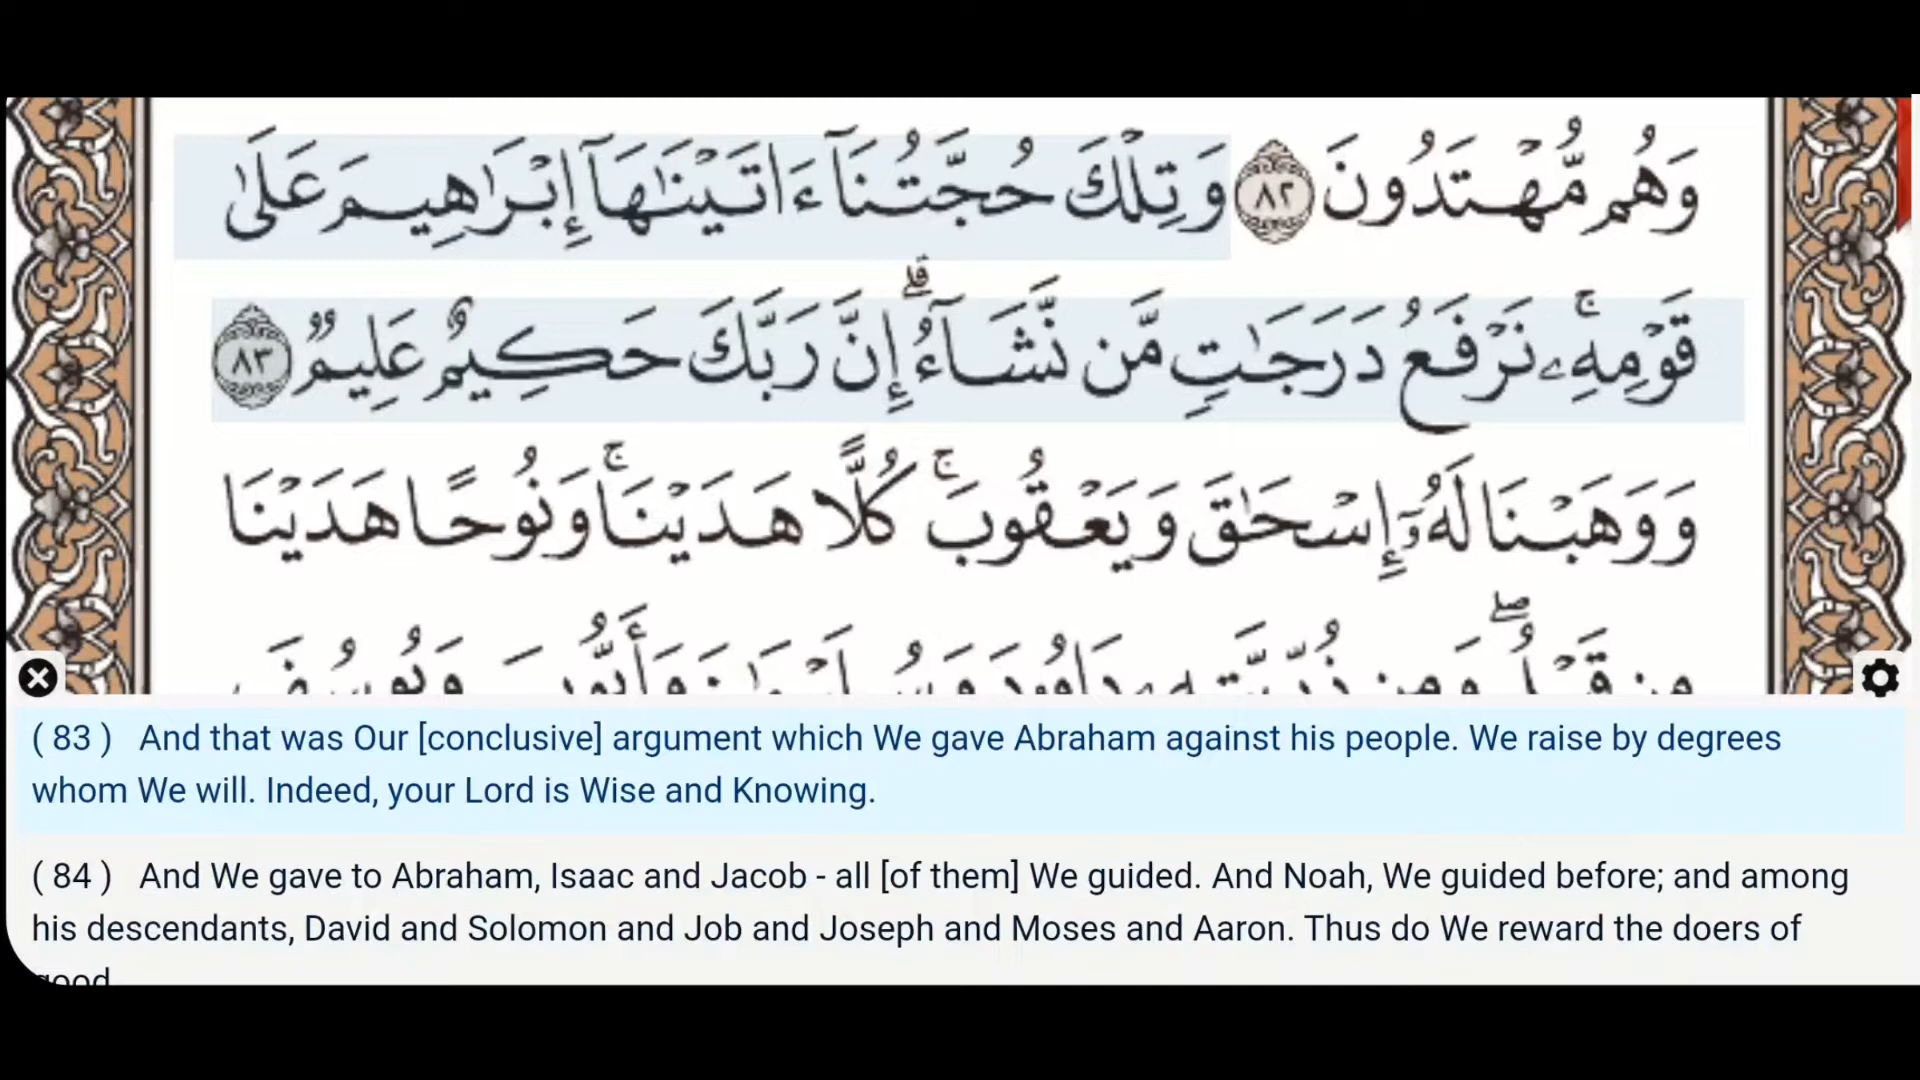 وَهُم مُّهْتَدُونَ ٨٢ وَتِلْكَ حُجَّتُنَآ ءَاتَيْنَٰهَآ إِبْرَٰهِيمَ عَلَىٰ
قَوْمِهِۦۚ نَرْفَعُ دَرَجَٰتٍ مَّن نَّشَآءُۗ إِنَّ رَبَّكَ حَكِيمٌ عَلِيمٌ ٨٣
وَوَهَبْنَا لَهُۥٓ إِسْحَٰقَ وَيَعْقُوبَۚ كُلًّا هَدَيْنَاۚ وَنُوحًا هَدَيْنَا
( 83 ) And that was Our [conclusive] argument which We gave Abraham against his people. We raise by degrees
whom We will. Indeed, your Lord is Wise and Knowing.
( 84 ) And We gave to Abraham, Isaac and Jacob - all [of them] We guided. And Noah, We guided before; and among
his descendants, David and Solomon and Job and Joseph and Moses and Aaron. Thus do We reward the doers of
good